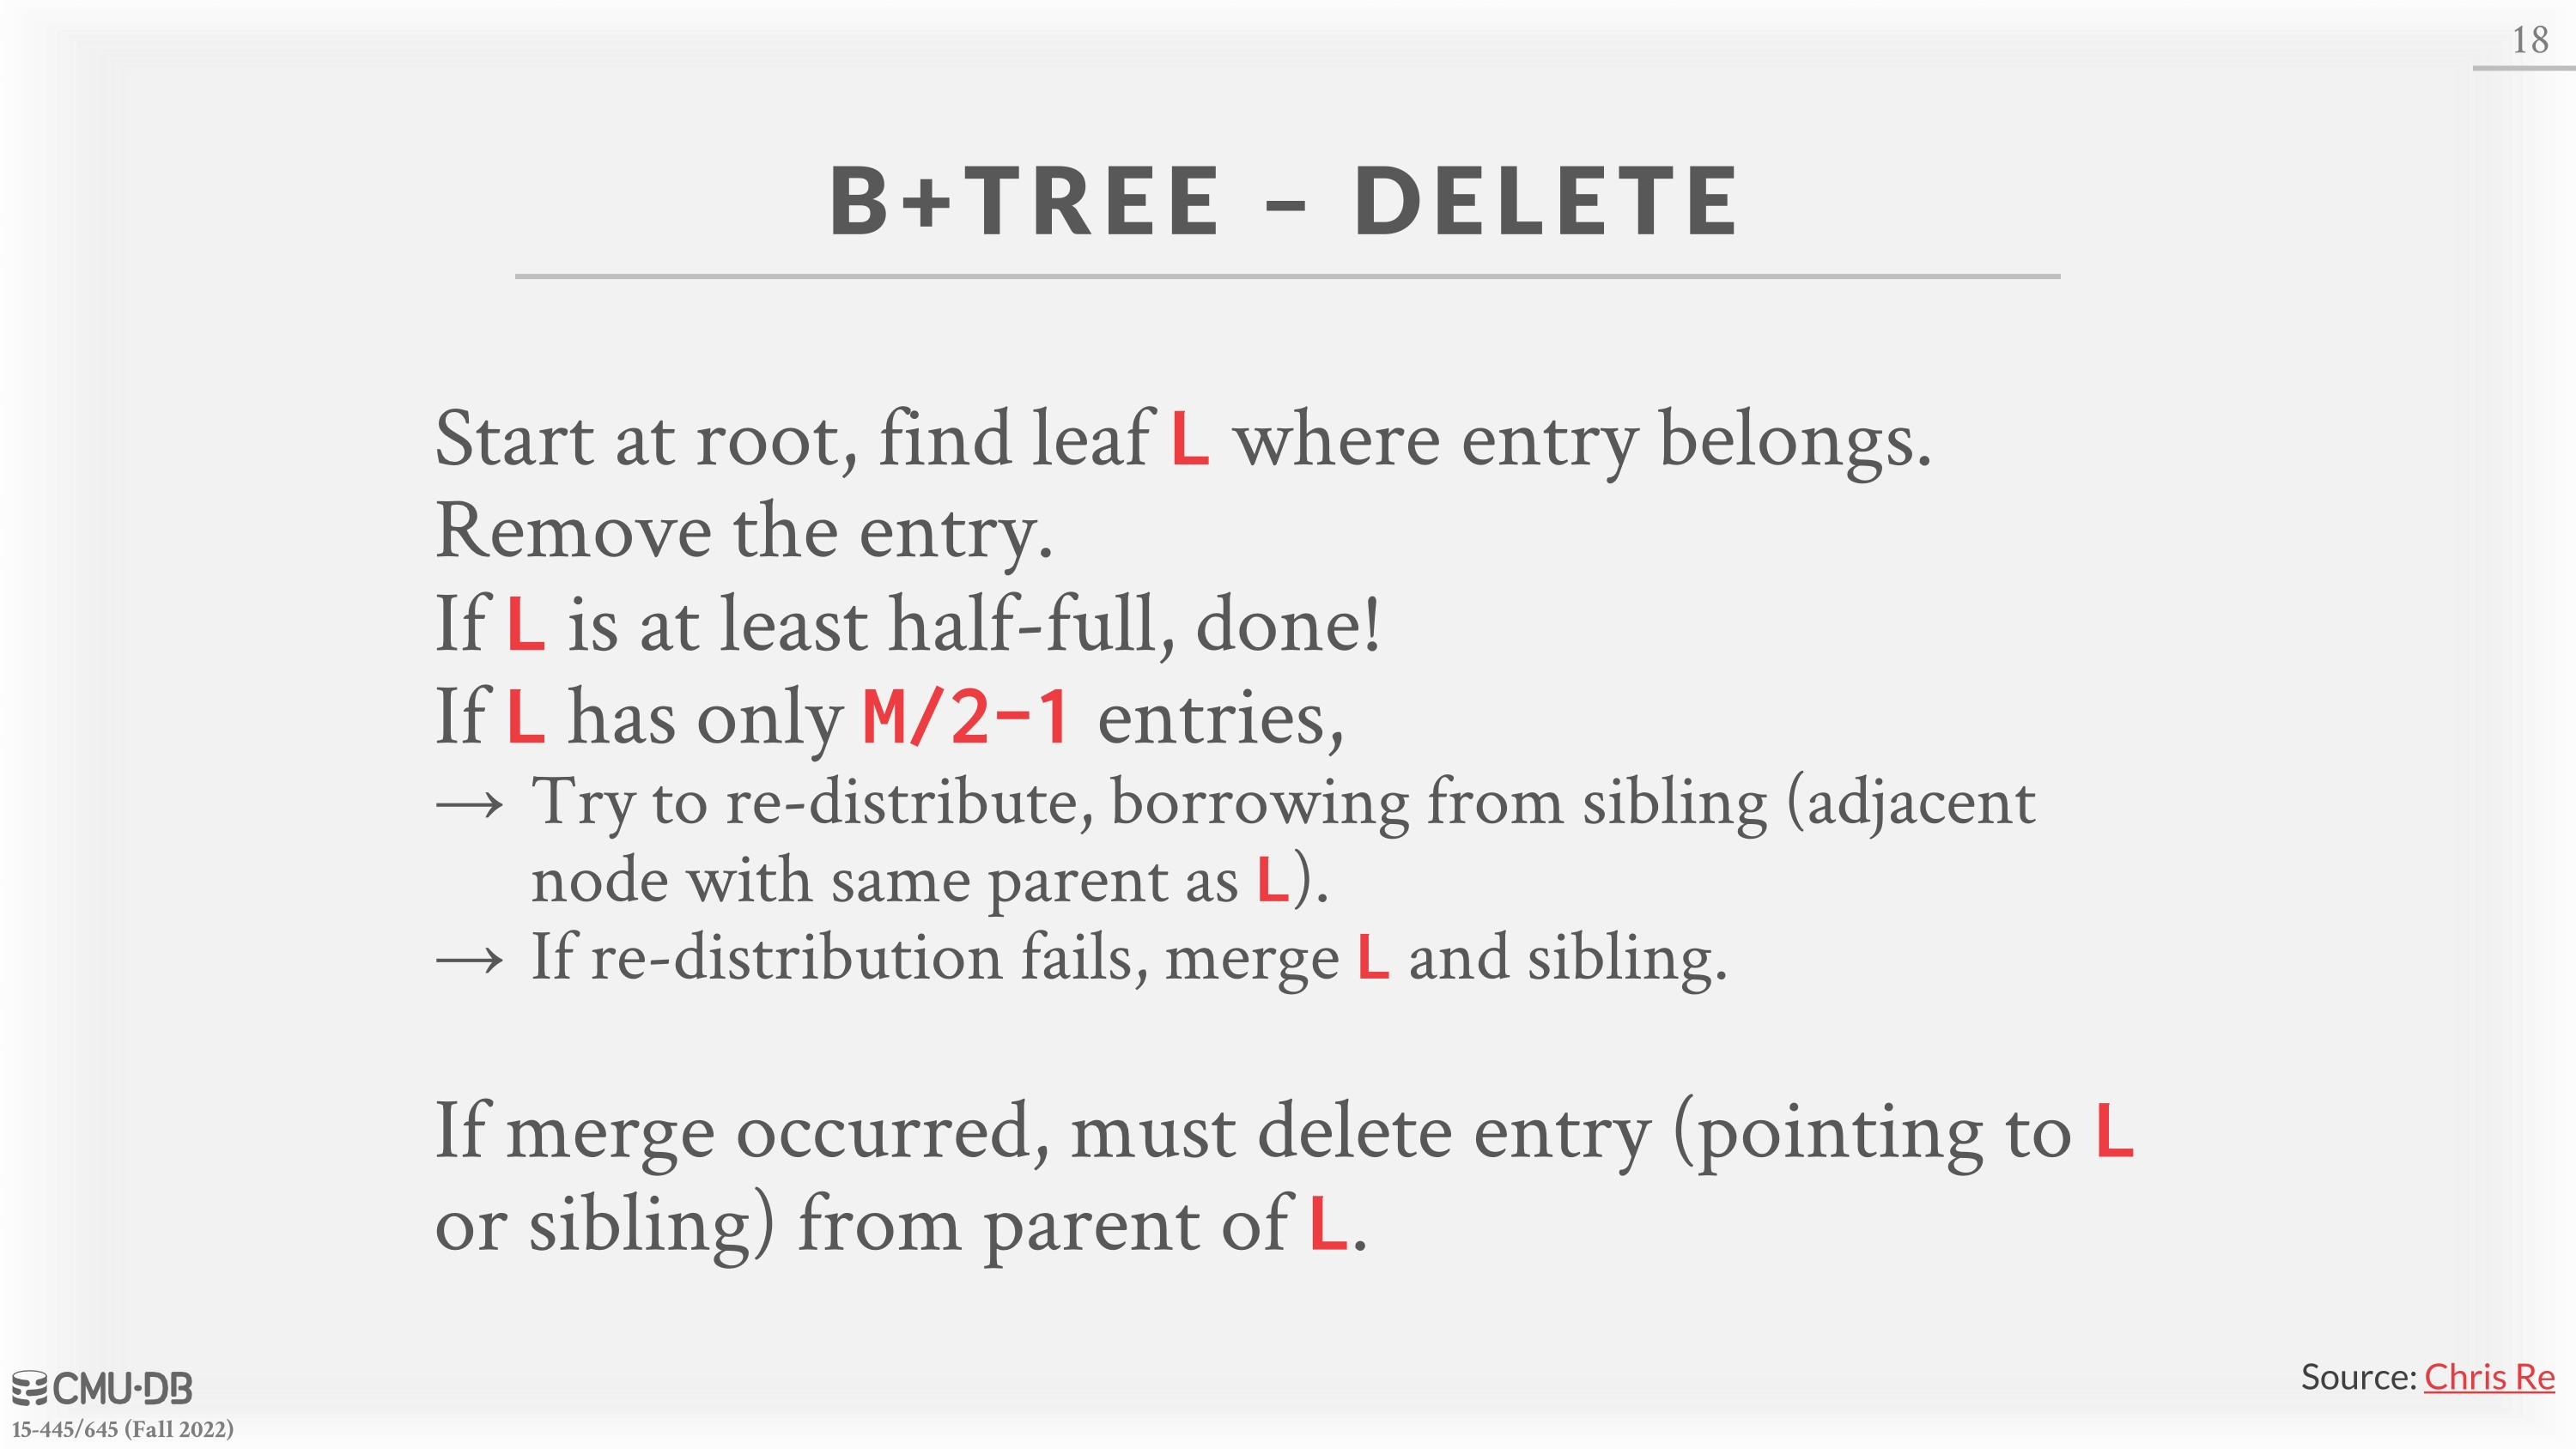 18
B+TREE – DELETE
Start at root, find leaf L where entry belongs.
Remove the entry.
If L is at least half-full, done!
If L has only M/2-1 entries,
→ Try to re-distribute, borrowing from sibling (adjacent
node with same parent as L).
→ If re-distribution fails, merge L and sibling.
If merge occurred, must delete entry (pointing to L
or sibling) from parent of L.
CMU·DB
15-445/645 (Fall 2022)
Source: Chris Re